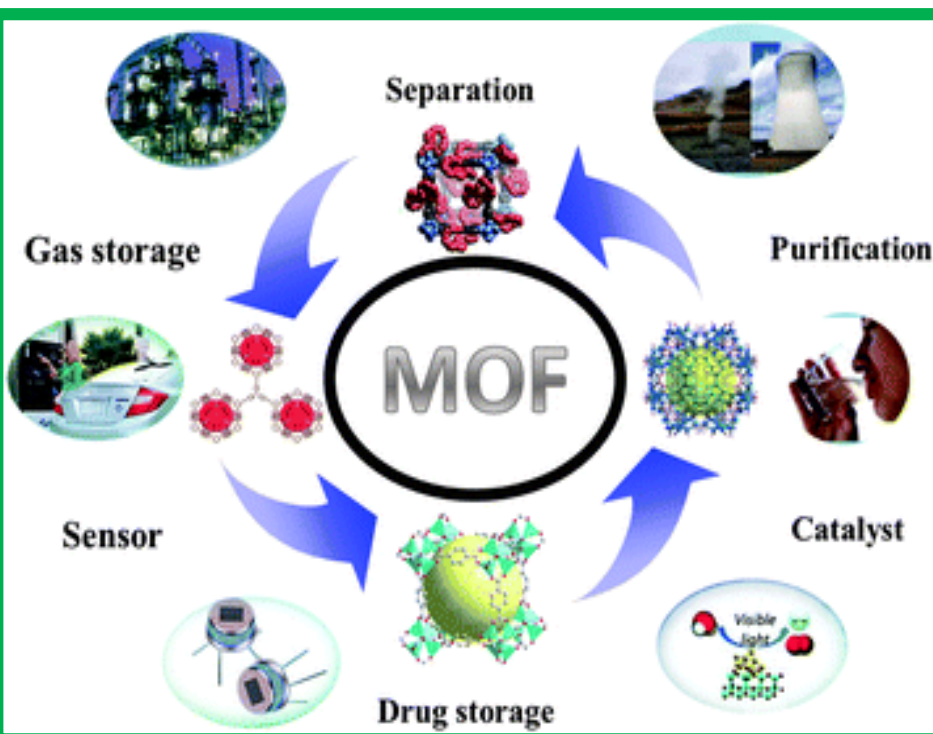 Separation
Gas storage
Purification
MOF
Sensor
Catalyst
Visible
light
Drug storage